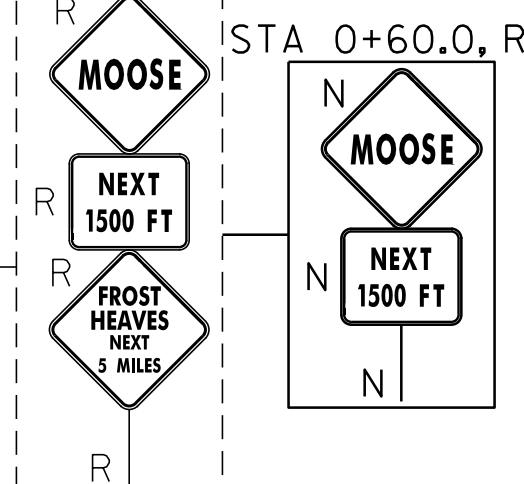 R
MOOSE
R
NEXT
1500 FT
R
FROST
HEAVES
NEXT
5 MILES
R
STA 0+60.0, R
N
MOOSE
N
NEXT
1500 FT
N